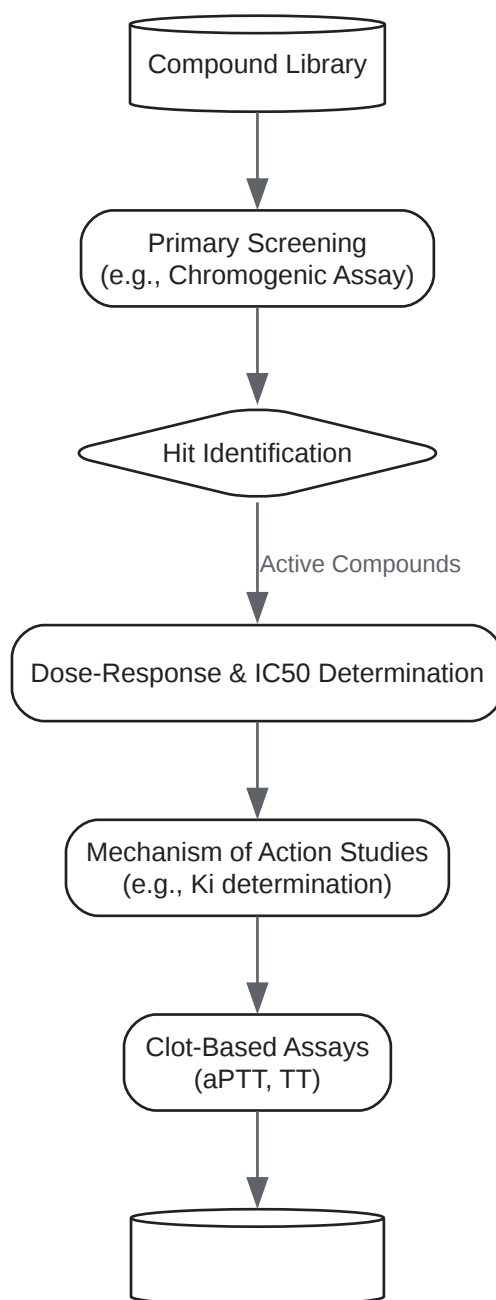 Compound Library
Primary Screening
(e.g., Chromogenic Assay)
Hit Identification
Active Compounds
Dose-Response & IC50 Determination
Mechanism of Action Studies
(e.g., Ki determination)
Clot-Based Assays
(aPTT, TT)